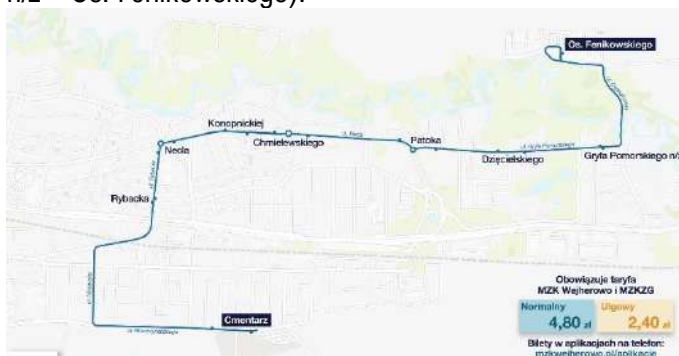 Os. Fenikowskiego
Konopnickiej
Chmielewskiego
Patoka
Necla
Dzięcielskiego
Gryfa Pomorskiego n/ż
Rybacka
Cmentarz
Obowiązuje taryfa
MZK Wejherowo i MZKZG
Normalny
Ulgowy
4,80 zł
2,40 zł
Bilety w aplikacjach na telefon:
mzkwejherowo.pl/aplikacje